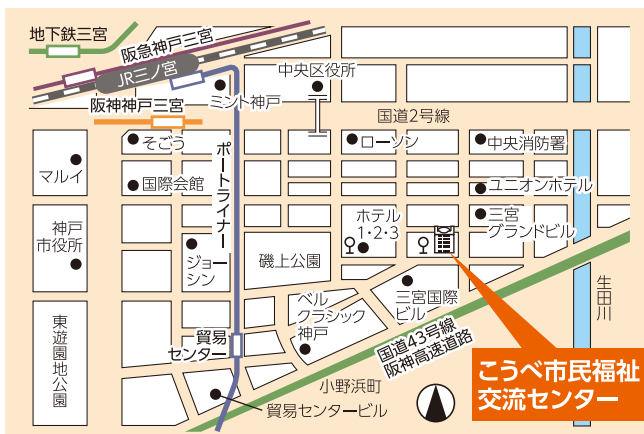 地下鉄三宮
阪急神戸三宮
JR三ノ宮
阪神神戸三宮
ミント神戸
中央区役所
国道2号線
そごう
ローソン
中央消防署
マルイ
国際会館
ポートライナー
ユニオンホテル
神戸
市役所
ホテル
1・2・3
三宮
グランドビル
ジョー
シン
磯上公園
三宮国際
ビル
生田川
ベル
クラシック
神戸
東遊園地公園
貿易
センター
国道43号線
阪神高速道路
こうべ市民福祉
交流センター
小野浜町
貿易センタービル